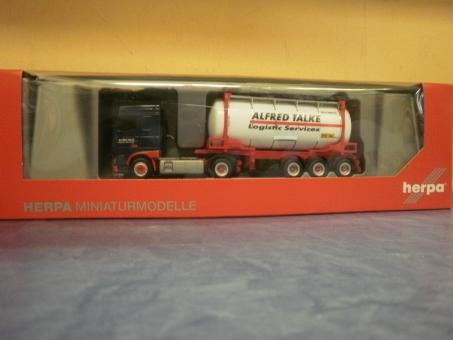 ALFRED TALKE
Logistic Services
herpa
HERPA MINIATURMODELLE